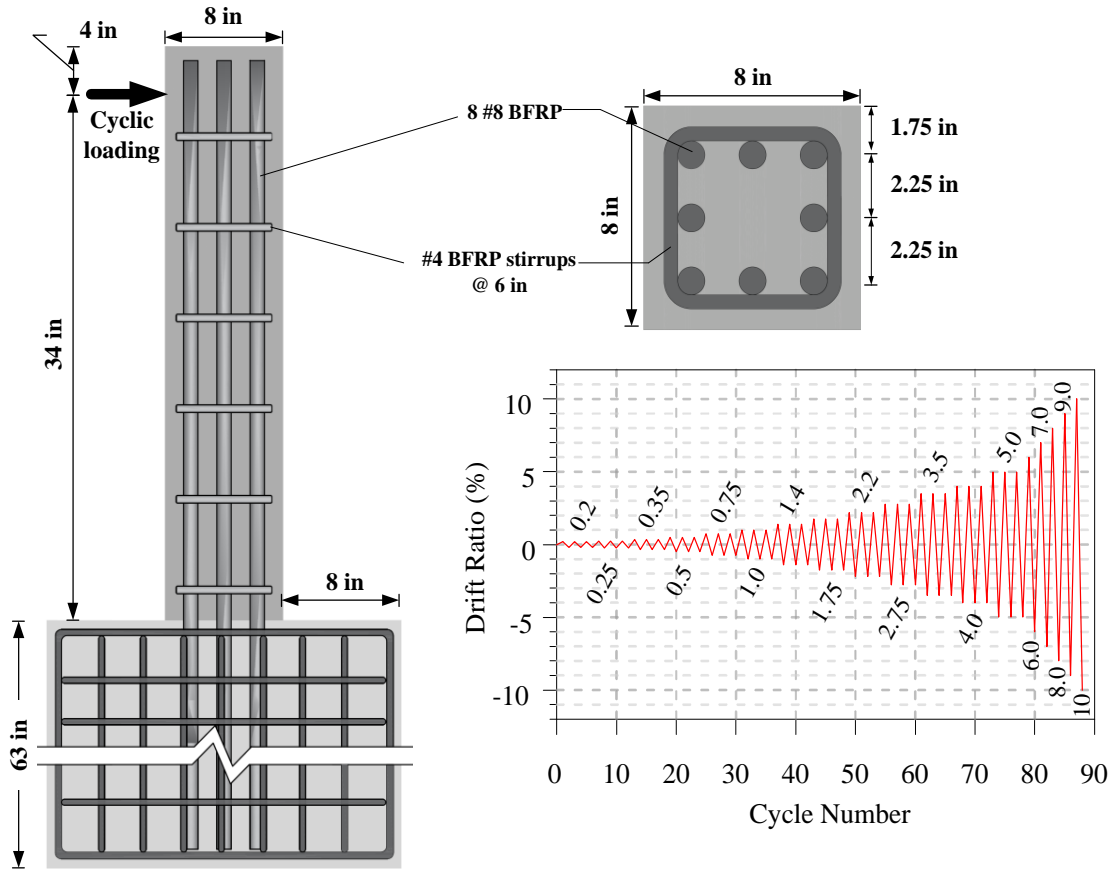 8 in
4 in
Cyclic
loading
34 in
8 in
63 in
8 #8 BFRP
#4 BFRP stirrups
@ 6 in
8 in
8 in
1.75 in
2.25 in
2.25 in
Drift Ratio (%)
10
5
0
-5
-10
0.2
0.35
0.75
1.4
2.2
3.5
5.0
7.0
9.0
0.25
0.5
1.0
1.75
2.75
4.0
6.0
8.0
10
0 10 20 30 40 50 60 70 80 90
Cycle Number